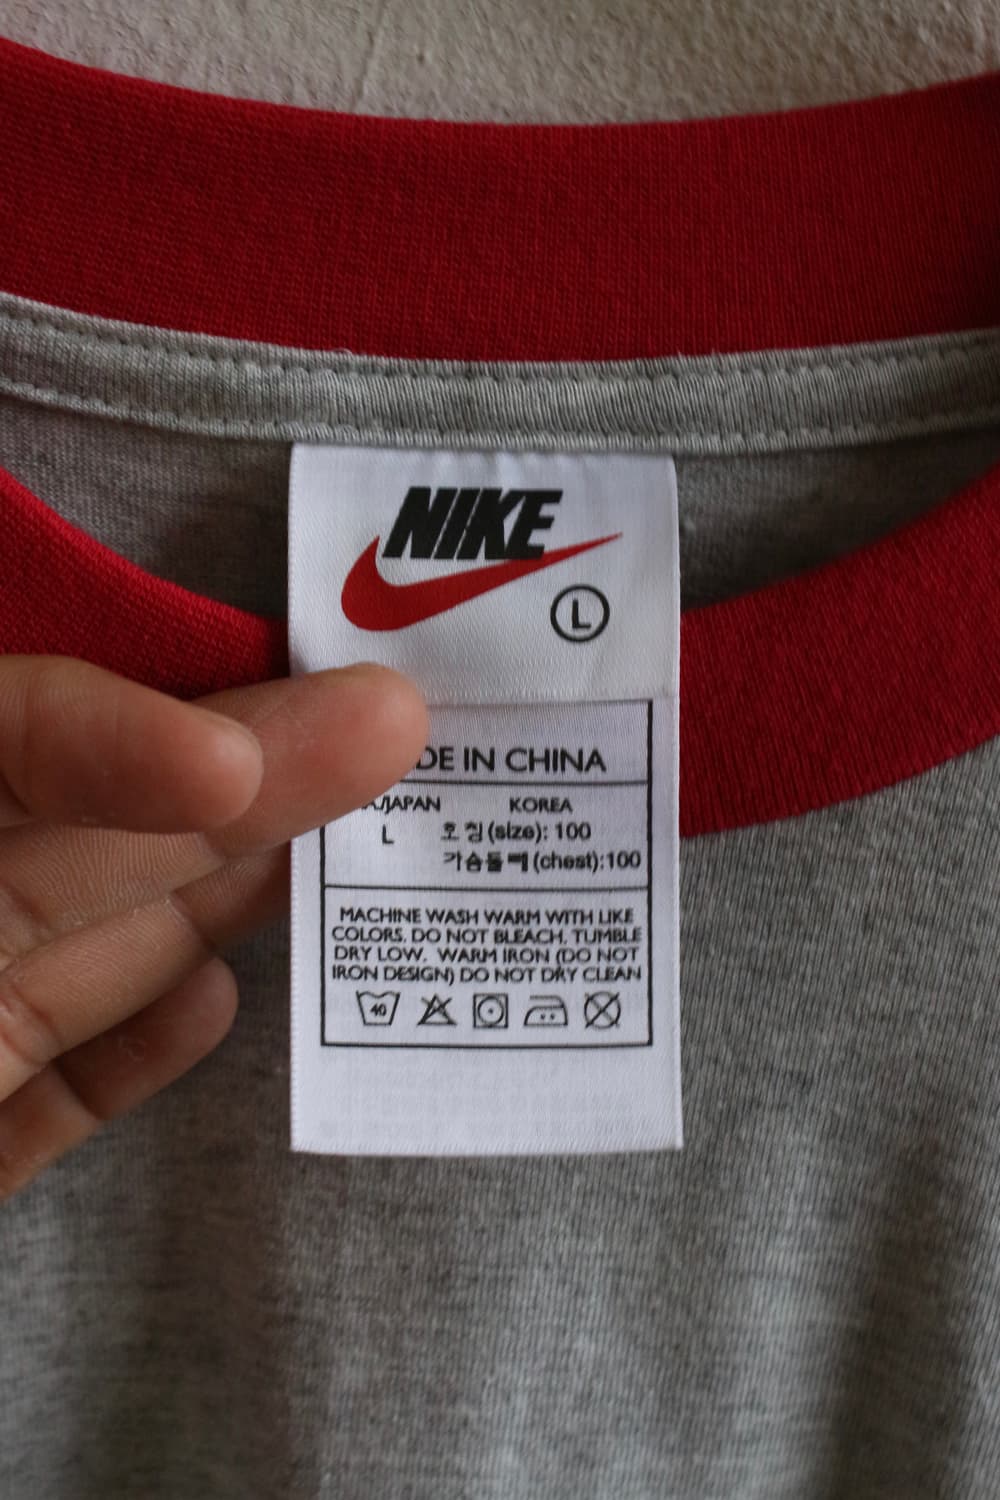 NIKE
L
DE IN CHINA
A/JAPAN KOREA
L 호 칭(size): 100
가슴둘레(chest):100
MACHINE WASH WARM WITH LIKE
COLORS. DO NOT BLEACH. TUMBLE
DRY LOW. WARM IRON (DO NOT
IRON DESIGN) DO NOT DRY CLEAN
40